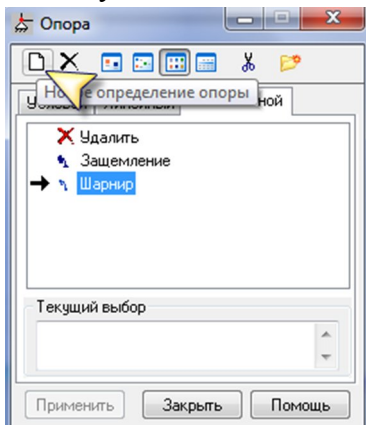 Опора
определение опоры
Удалить
Защемление
Шарнир
Текущий выбор
Применить Закрыть Помощь